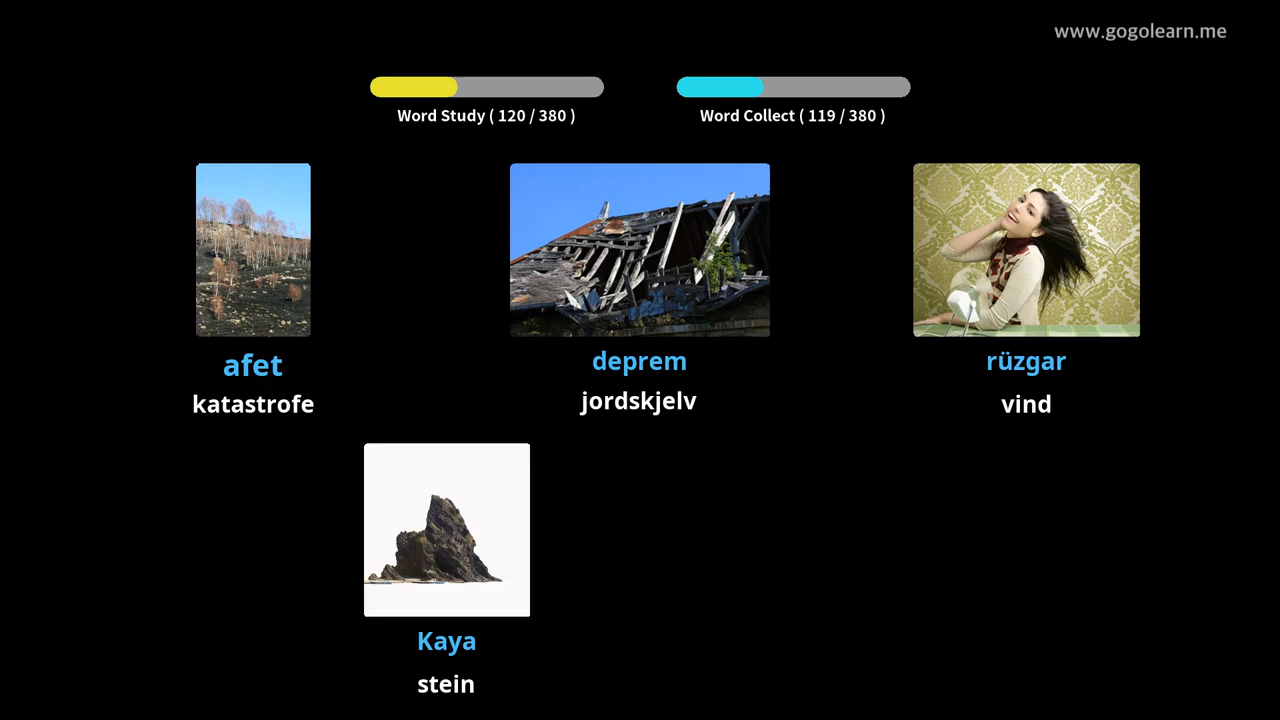 www.gogolearn.me
Word Study ( 120 / 380 )
Word Collect ( 119 / 380 )
afet
katastrofe
deprem
jordskjelv
rüzgar
vind
Kaya
stein